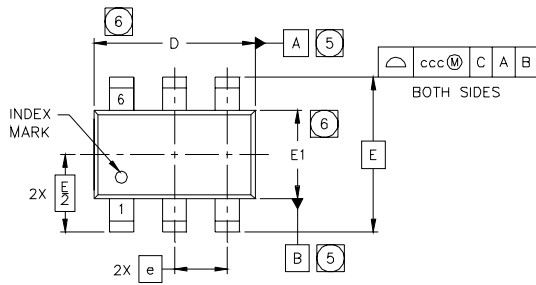 6
D
A 5
ccc Ⓜ C A B
BOTH SIDES
6
INDEX
MARK
6
E1
E
2X E/2
1
B 5
2X e